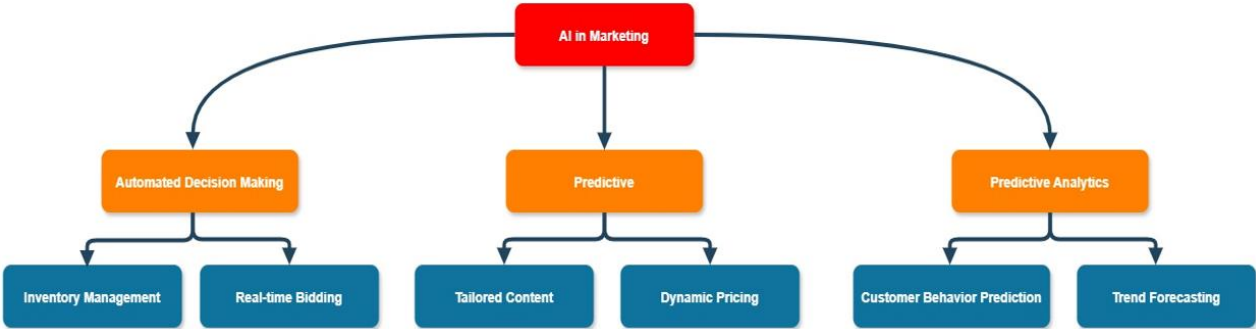 AI in Marketing
Automated Decision Making
Predictive
Predictive Analytics
Inventory Management
Real-time Bidding
Tailored Content
Dynamic Pricing
Customer Behavior Prediction
Trend Forecasting